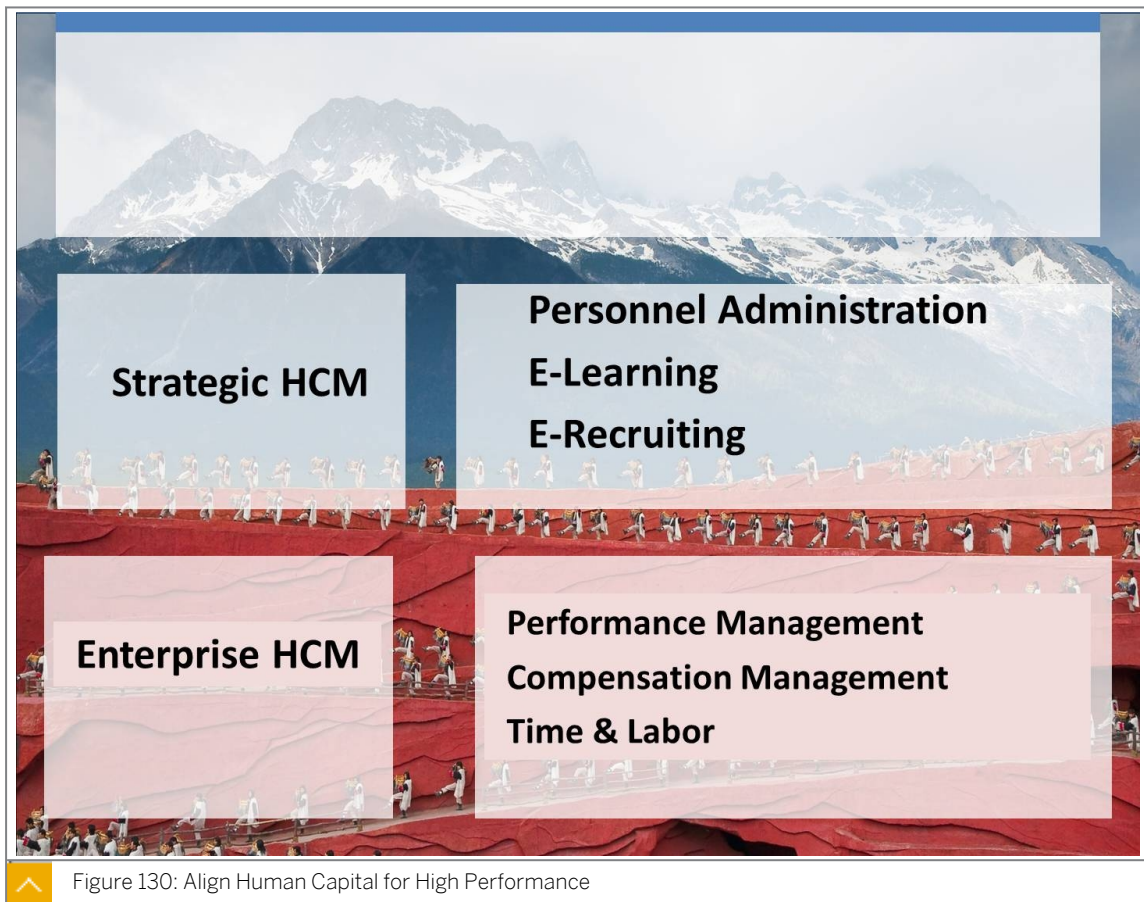 Strategic HCM
Personnel Administration
E-Learning
E-Recruiting
Enterprise HCM
Performance Management
Compensation Management
Time & Labor
Figure 130: Align Human Capital for High Performance